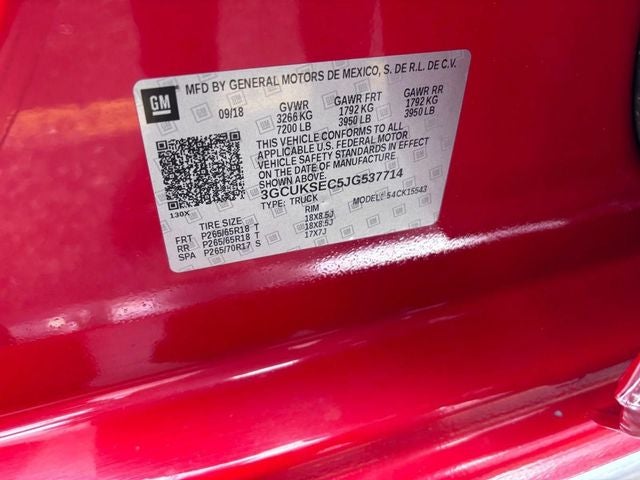 GM
MFD BY GENERAL MOTORS DE MEXICO, S. DE R.L. DE C.V.
09/18 GVWR GAWR FRT GAWR RR
3266 KG 1792 KG 1792 KG
7200 LB 3950 LB 3950 LB
THIS VEHICLE CONFORMS TO ALL
APPLICABLE U.S. FEDERAL MOTOR
VEHICLE SAFETY STANDARDS IN EFFECT
ON THE DATE OF MANUFACTURE
SHOWN ABOVE.
3GCUKSEC5JG537714
130X TYPE: TRUCK 54CK15543
TIRE SIZE RIM
FRT P265/65R18 T 18X8.5J
RR P265/65R18 T 18X8.5J
SPA P265/70R17 S 17X7J